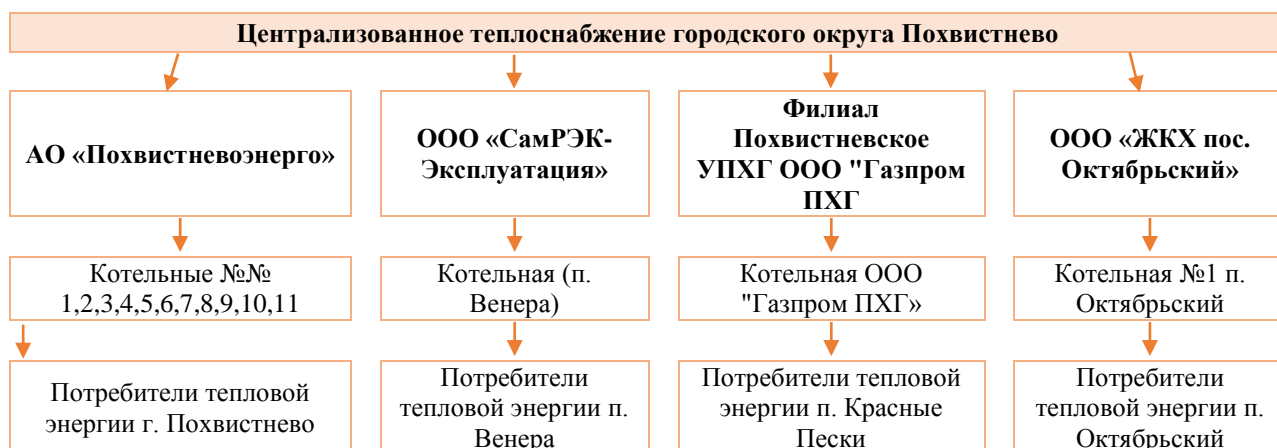 Централизованное теплоснабжение городского округа Похвистнево
АО «Похвистневоэнерго»
ООО «СамРЭК-
Эксплуатация»
Филиал
Похвистневское
УПХГ ООО "Газпром
ПХГ
ООО «ЖКХ пос.
Октябрьский»
Котельные №№
1,2,3,4,5,6,7,8,9,10,11
Котельная (п.
Венера)
Котельная ООО
"Газпром ПХГ»
Котельная №1 п.
Октябрьский
Потребители тепловой
энергии г. Похвистнево
Потребители
тепловой энергии п.
Венера
Потребители тепловой
энергии п. Красные
Пески
Потребители
тепловой энергии п.
Октябрьский